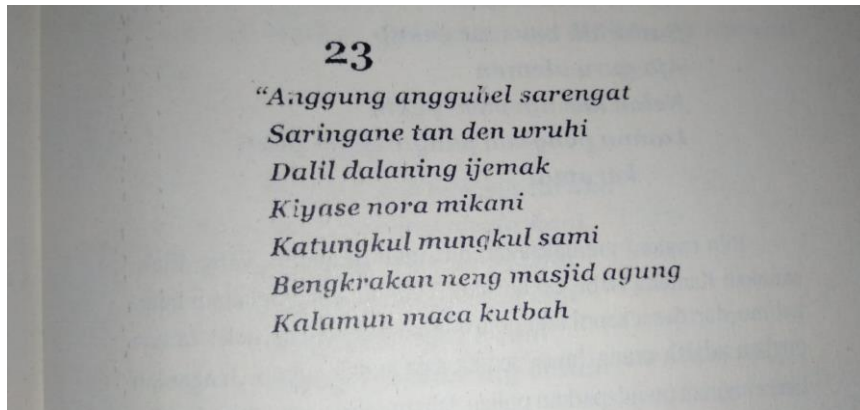 23
“Anggung anggubel sarengat
Saringane tan den wruhi
Dalil dalaning ijemak
Kiyase nora mikani
Katungkul mungkul sami
Bengkrakan neng masjid agung
Kalamun maca kutbah